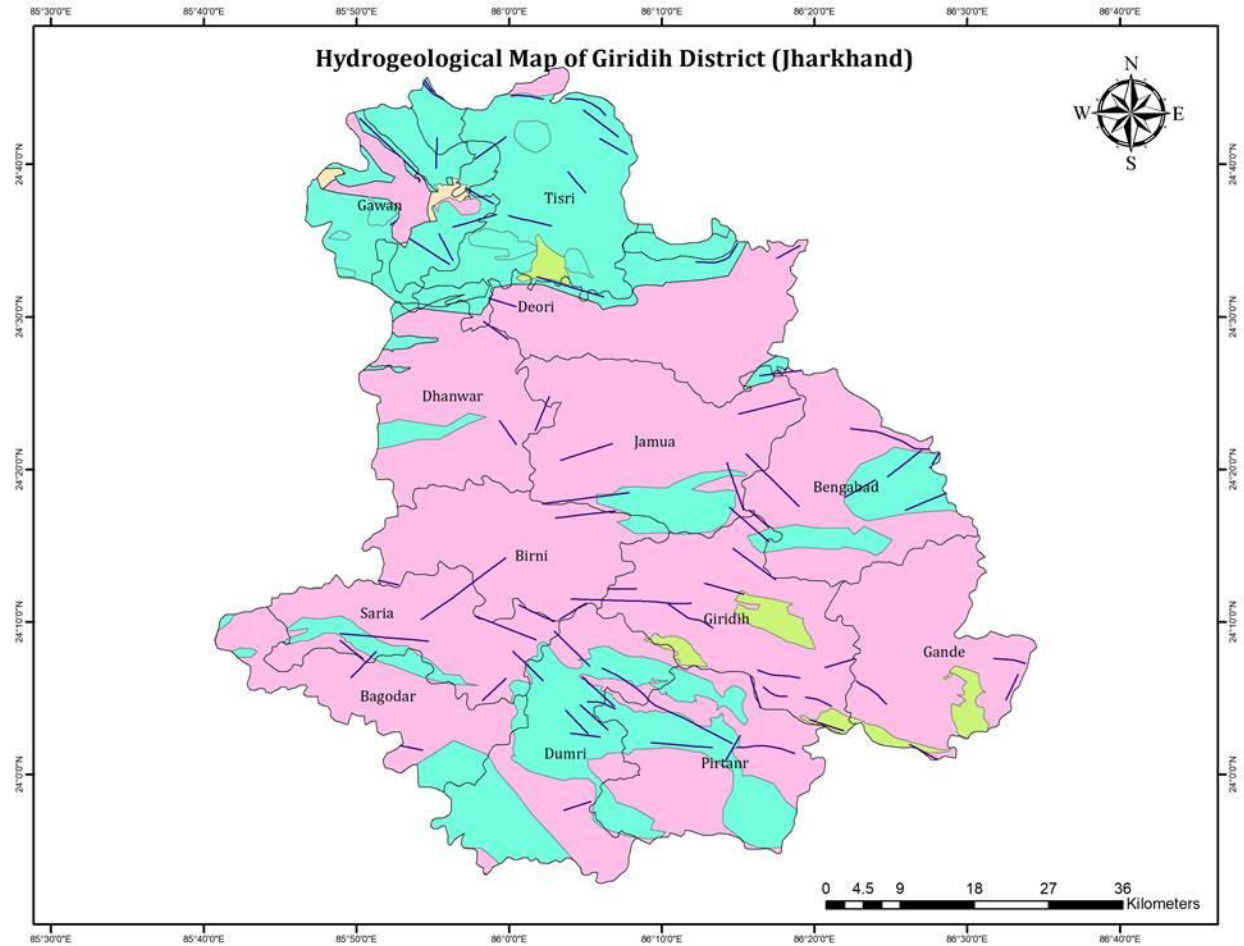 85°30'0"E 85°40'0"E 85°50'0"E 86°0'0"E 86°10'0"E 86°20'0"E 86°30'0"E 86°40'0"E
Hydrogeological Map of Giridih District (Jharkhand)
N
W E
S
24°40'0"N 24°40'0"N
Gawan
Tisri
24°30'0"N 24°30'0"N
Deori
Dhanwar
Jamua
24°20'0"N 24°20'0"N
Bengabad
Birni
Saria
24°10'0"N 24°10'0"N
Giridih
Gande
Bagodar
Dumri
Pirtanr
24°0'0"N 24°0'0"N
0 4.5 9 18 27 36
Kilometers
85°30'0"E 85°40'0"E 85°50'0"E 86°0'0"E 86°10'0"E 86°20'0"E 86°30'0"E 86°40'0"E